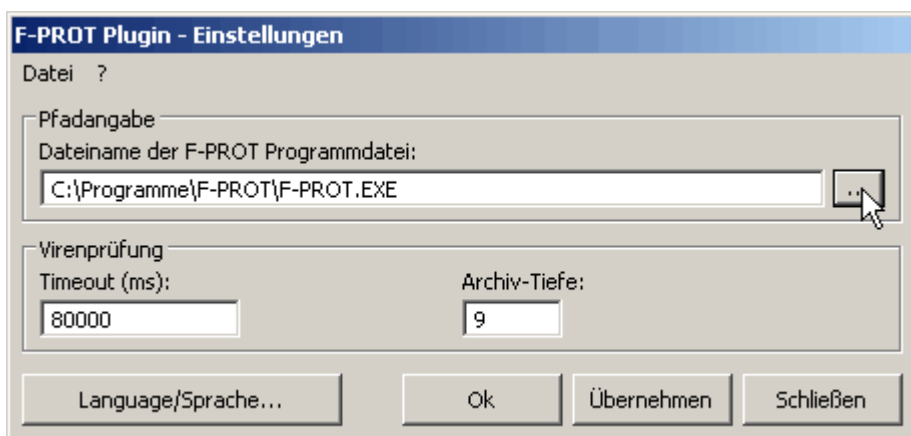 F-PROT Plugin - Einstellungen
Datei ?
Pfadangabe
Dateiname der F-PROT Programmdatei:
C:\Programme\F-PROT\F-PROT.EXE ...
Virenprüfung
Timeout (ms): Archiv-Tiefe:
80000 9
Language/Sprache... Ok Übernehmen Schließen